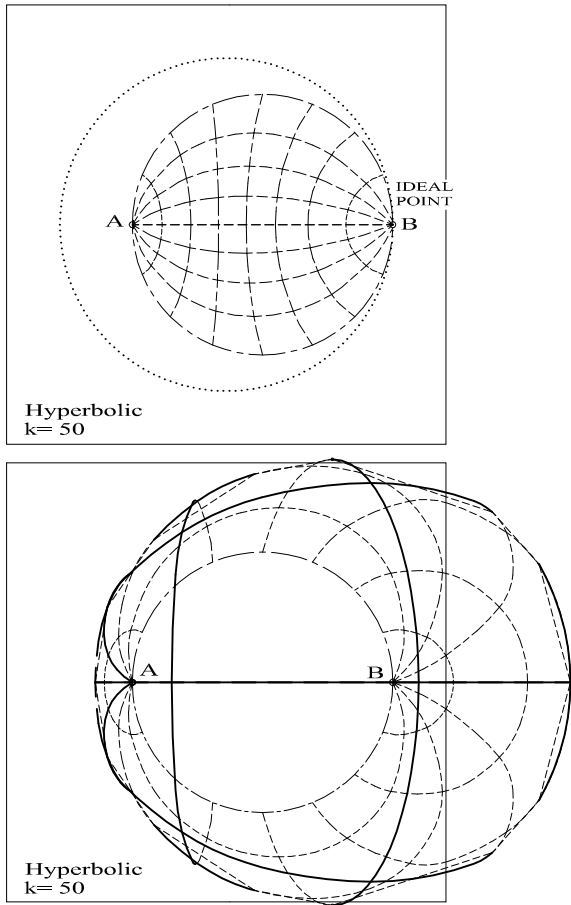 IDEAL
POINT
A
B
Hyperbolic
k= 50
A
B
Hyperbolic
k= 50